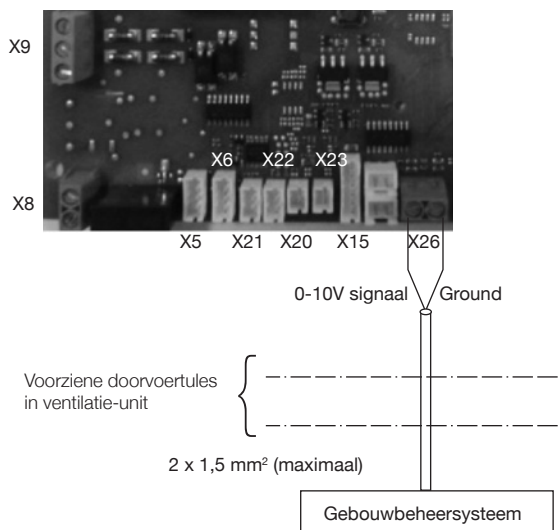 X9
X6
X22
X23
X8
X5
X21
X20
X15
X26
0-10V signaal
Ground
Voorziene doorvoertules
in ventilatie-unit
2 x 1,5 mm² (maximaal)
Gebouwbeheersysteem